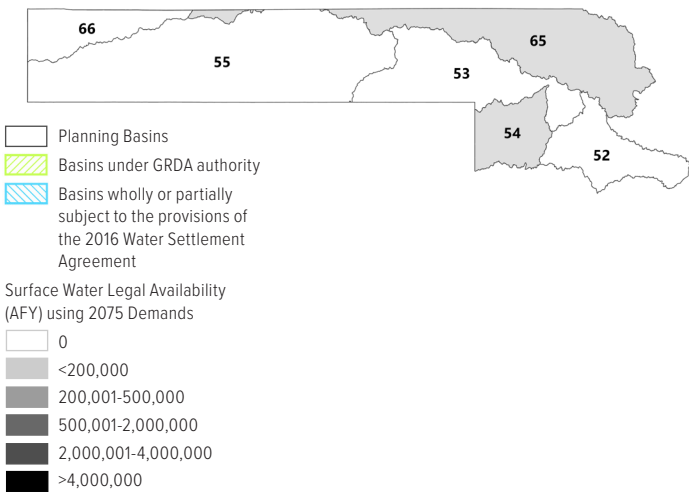 66
65
55
53
54
52
Planning Basins
Basins under GRDA authority
Basins wholly or partially
subject to the provisions of
the 2016 Water Settlement
Agreement
Surface Water Legal Availability
(AFY) using 2075 Demands
0
<200,000
200,001-500,000
500,001-2,000,000
2,000,001-4,000,000
>4,000,000